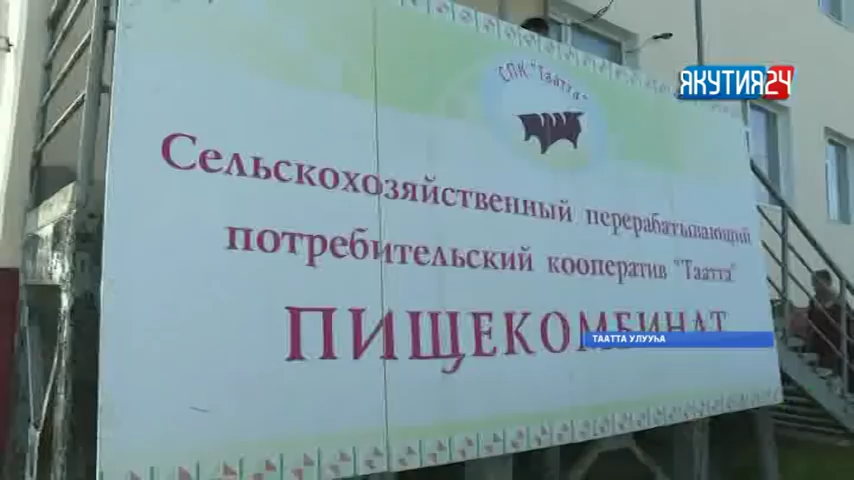 ЯКУТИЯ24
СПК "Таатта"
Сельскохозяйственный перерабатывающий
потребительский кооператив "Таатта"
ПИЩЕКОМБИНАТ
ТААТТА УЛУУҺА